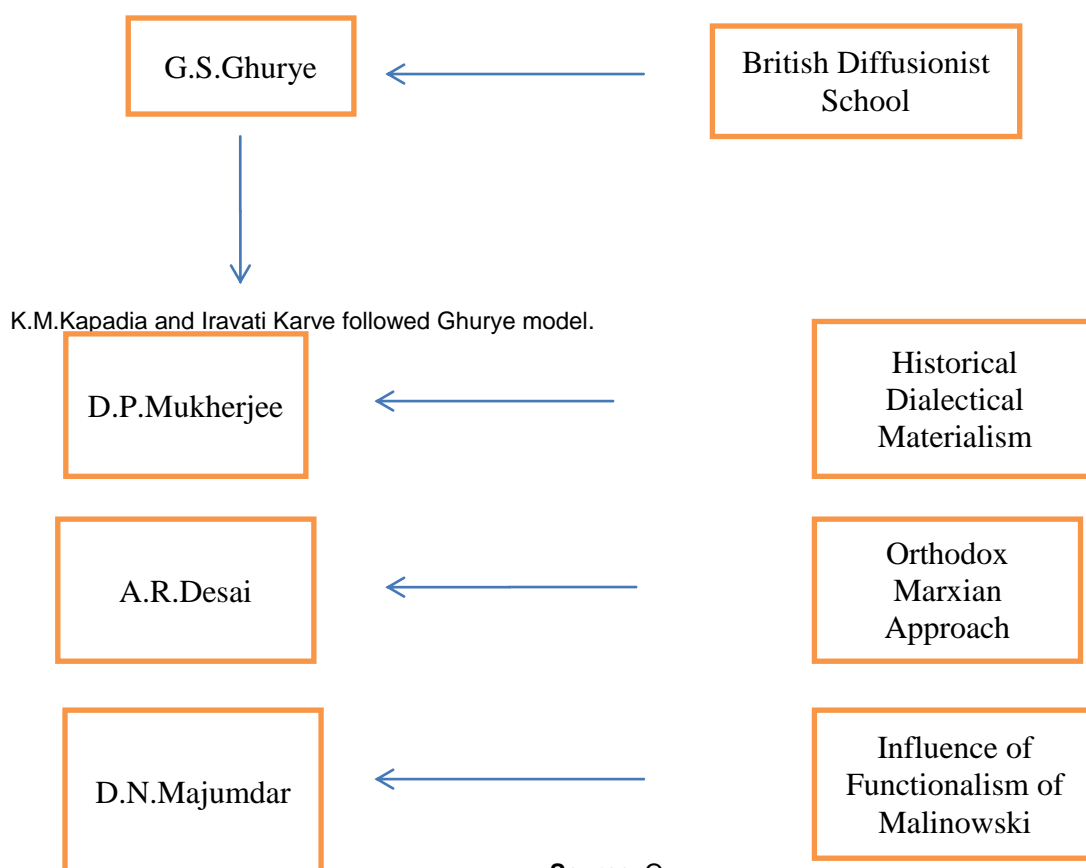 G.S.Ghurye
British Diffusionist
School
K.M.Kapadia and Iravati Karve followed Ghurye model.
D.P.Mukherjee
Historical
Dialectical
Materialism
A.R.Desai
Orthodox
Marxian
Approach
D.N.Majumdar
Influence of
Functionalism of
Malinowski